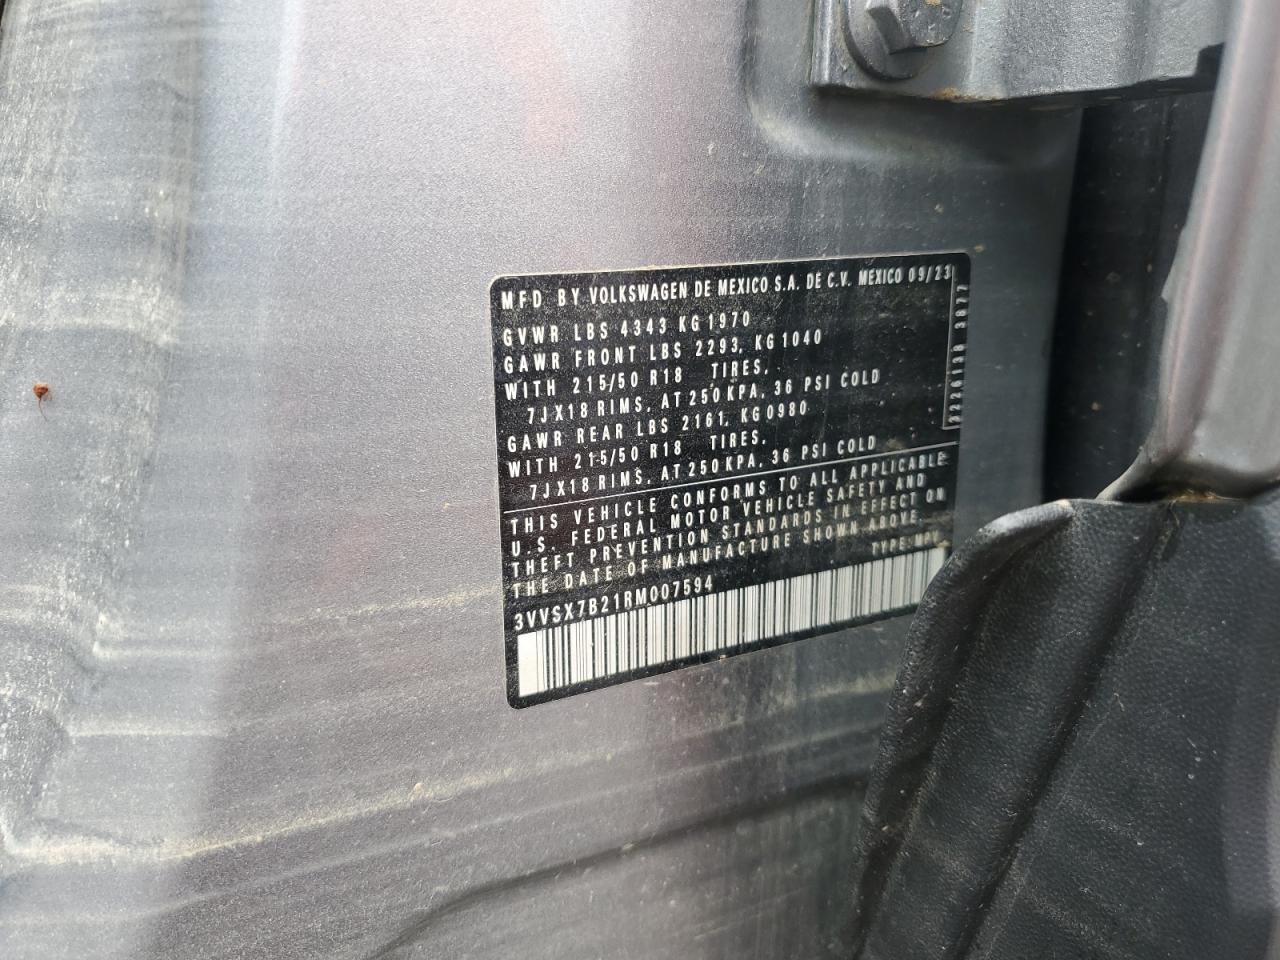 MFD BY VOLKSWAGEN DE MEXICO S.A. DE C.V. MEXICO 09/23
GVWR LBS 4343 KG 1970
GAWR FRONT LBS 2293, KG 1040
WITH 215/50 R18 TIRES,
7JX18 RIMS, AT 250 KPA, 36 PSI COLD
GAWR REAR LBS 2161, KG 0980
WITH 215/50 R18 TIRES,
7JX18 RIMS, AT 250 KPA, 36 PSI COLD
THIS VEHICLE CONFORMS TO ALL APPLICABLE
U.S. FEDERAL MOTOR VEHICLE SAFETY AND
THEFT PREVENTION STANDARDS IN EFFECT ON
THE DATE OF MANUFACTURE SHOWN ABOVE
TYPE: MPV
3VVSX7B21RM007594